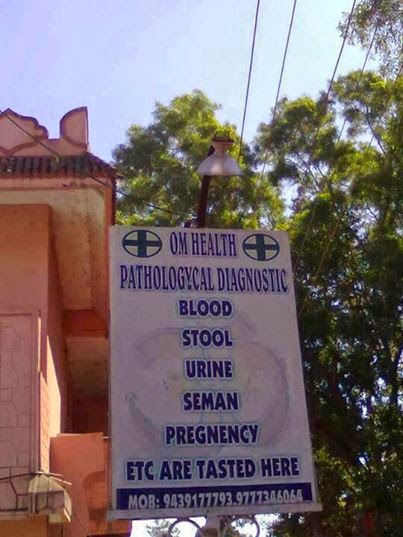 OM HEALTH
PATHOLOGYCAL DIAGNOSTIC
BLOOD
STOOL
URINE
SEMAN
PREGNENCY
ETC ARE TASTED HERE
MOB: 9439177793,9777346064